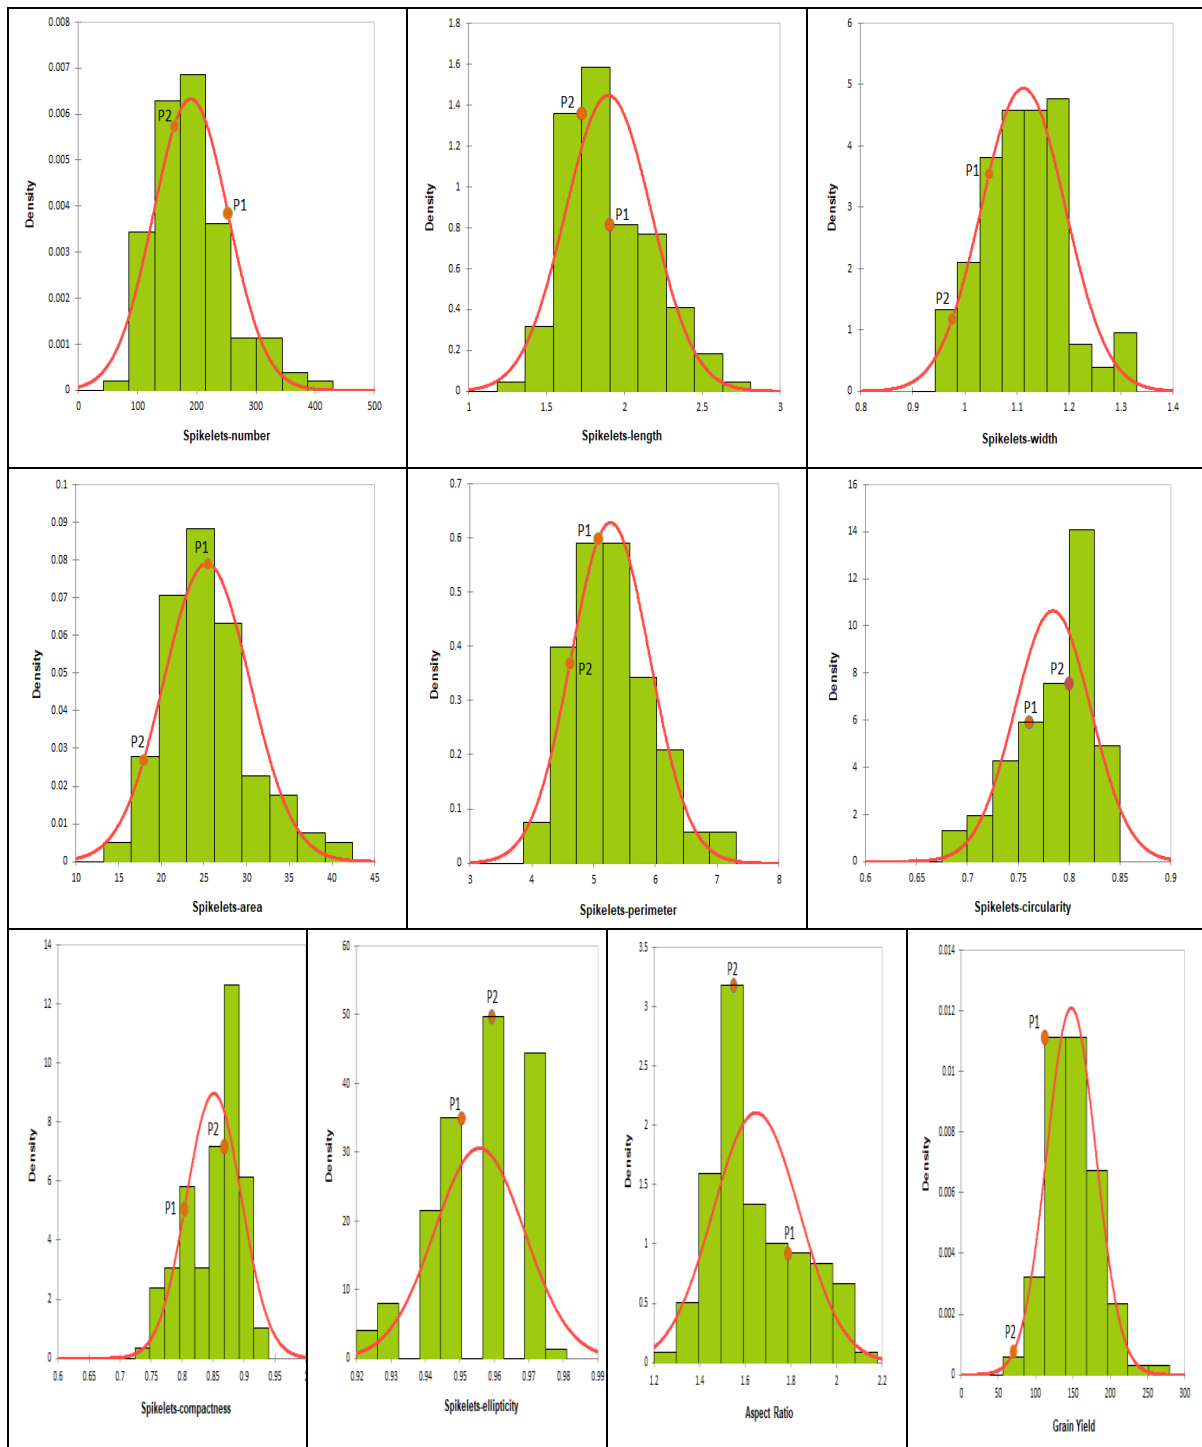 0.008
0.007
0.006
0.005
0.004
0.003
0.002
0.001
0
Density
P2
P1
0 100 200 300 400 500
Spikelets-number
1.8
1.6
1.4
1.2
1
0.8
0.6
0.4
0.2
0
Density
P2
P1
1 1.5 2 2.5 3
Spikelets-length
6
5
4
3
2
1
0
Density
P1
P2
0.8 0.9 1 1.1 1.2 1.3 1.4
Spikelets-width
0.1
0.09
0.08
0.07
0.06
0.05
0.04
0.03
0.02
0.01
0
Density
P1
P2
10 15 20 25 30 35 40 45
Spikelets-area
0.7
0.6
0.5
0.4
0.3
0.2
0.1
0
Density
P1
P2
3 4 5 6 7 8
Spikelets-perimeter
16
14
12
10
8
6
4
2
0
Density
P2
P1
0.6 0.65 0.7 0.75 0.8 0.85 0.9
Spikelets-circularity
14
12
10
8
6
4
2
0
Density
P2
P1
0.6 0.65 0.7 0.75 0.8 0.85 0.9 0.95 1
Spikelets-compactness
60
50
40
30
20
10
0
Density
P2
P1
0.92 0.93 0.94 0.95 0.96 0.97 0.98 0.99
Spikelets-ellipticity
3.5
3
2.5
2
1.5
1
0.5
0
Density
P2
P1
1.2 1.4 1.6 1.8 2 2.2
Aspect Ratio
0.014
0.012
0.01
0.008
0.006
0.004
0.002
0
Density
P1
P2
0 50 100 150 200 250 300
Grain Yield